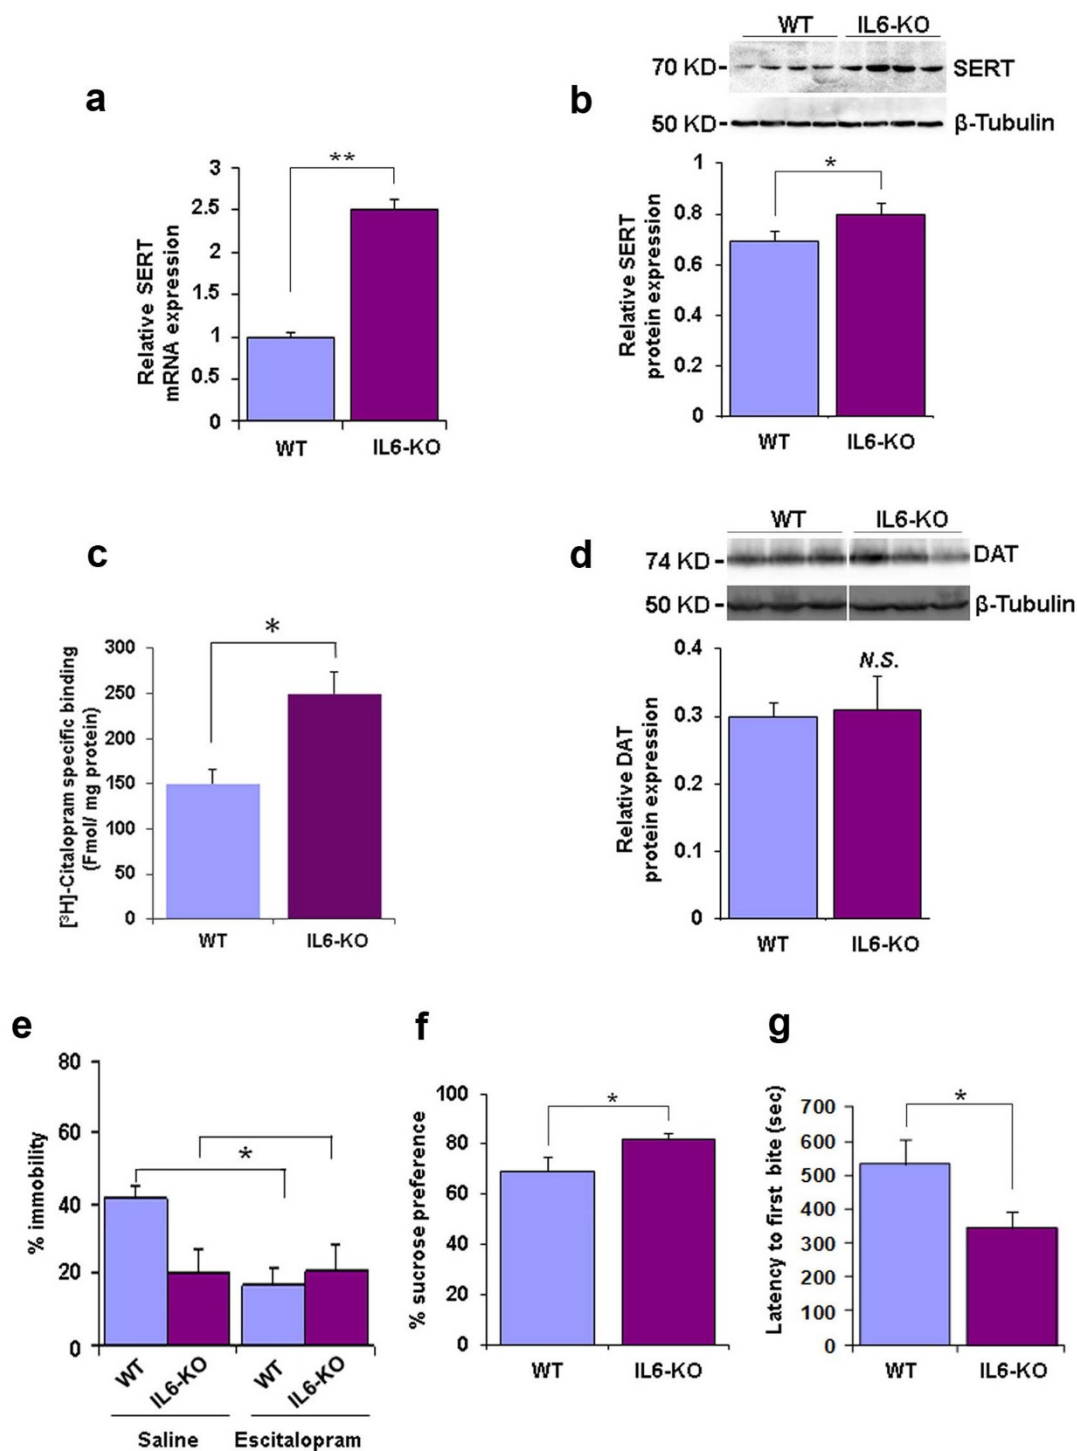 a
Relative SERT
mRNA expression
3
2.5
2
1.5
1
0.5
0
**
WT
IL6-KO
b
WT
IL6-KO
70 KD
SERT
50 KD
β-Tubulin
Relative SERT
protein expression
1
0.8
0.6
0.4
0.2
0
*
WT
IL6-KO
c
[³H]-Citalopram specific binding
(Fmol/ mg protein)
300
250
200
150
100
50
0
*
WT
IL6-KO
d
WT
IL6-KO
74 KD
DAT
50 KD
β-Tubulin
Relative DAT
protein expression
0.4
0.3
0.2
0.1
0
N.S.
WT
IL6-KO
e
% immobility
80
60
40
20
0
*
WT
IL6-KO
WT
IL6-KO
Saline
Escitalopram
f
% sucrose preference
100
80
60
40
20
0
*
WT
IL6-KO
g
Latency to first bite (sec)
700
600
500
400
300
200
100
0
*
WT
IL6-KO